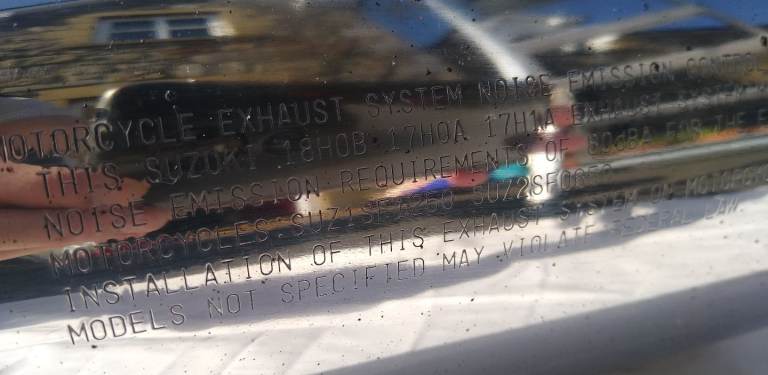 MOTORCYCLE EXHAUST SYSTEM NOISE EMISSION CONTROL
THIS SUZUKI 18H0B 17H0A 17H1A EXHAUST SYSTEM
NOISE EMISSION REQUIREMENTS OF 80dBA FOR THE
MOTORCYCLES:
INSTALLATION OF THIS EXHAUST SYSTEM ON
MODELS NOT SPECIFIED MAY VIOLATE FEDERAL LAW.